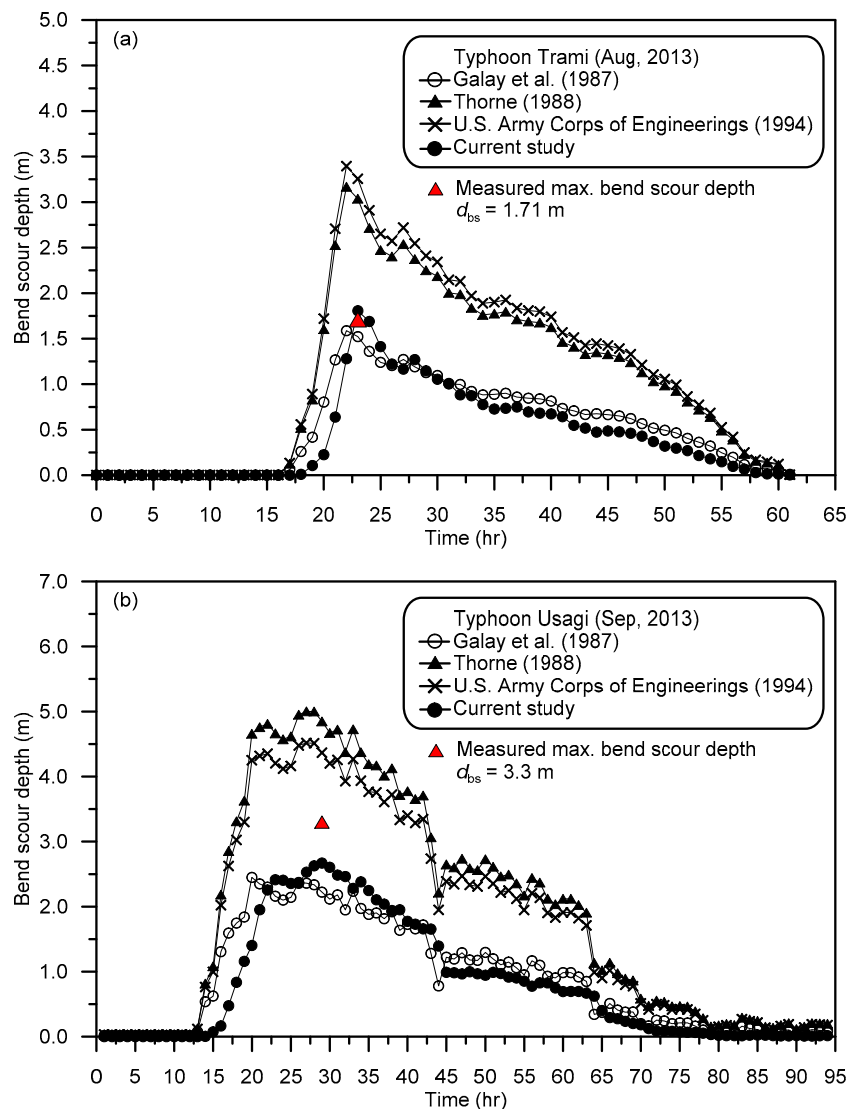 5.0
(a)
4.5
Typhoon Trami (Aug, 2013)
Galay et al. (1987)
4.0
Thorne (1988)
U.S. Army Corps of Engineerings (1994)
3.5
Current study
Measured max. bend scour depth
3.0
dbs = 1.71 m
2.5
2.0
1.5
1.0
0.5
0.0
Bend scour depth (m)
0 5 10 15 20 25 30 35 40 45 50 55 60 65
Time (hr)
7.0
(b)
Typhoon Usagi (Sep, 2013)
6.0
Galay et al. (1987)
Thorne (1988)
U.S. Army Corps of Engineerings (1994)
5.0
Current study
Measured max. bend scour depth
dbs = 3.3 m
4.0
3.0
2.0
1.0
0.0
Bend scour depth (m)
0 5 10 15 20 25 30 35 40 45 50 55 60 65 70 75 80 85 90 95
Time (hr)